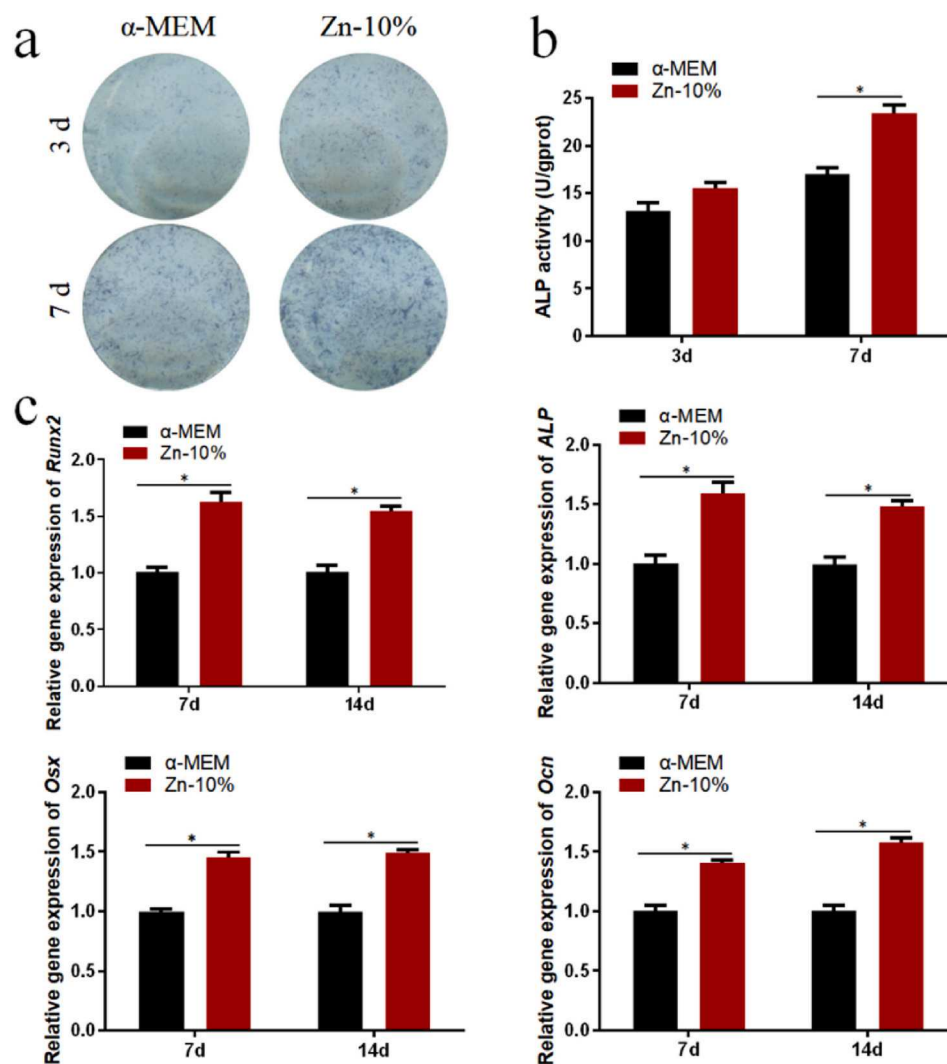 a
α-MEM
Zn-10%
3 d
7 d
b
α-MEM
Zn-10%
ALP activity (U/gprot)
25
20
15
10
5
0
*
3d
7d
c
α-MEM
Zn-10%
Relative gene expression of Runx2
2.0
1.5
1.0
0.5
0.0
*
*
7d
14d
α-MEM
Zn-10%
Relative gene expression of ALP
2.0
1.5
1.0
0.5
0.0
*
*
7d
14d
α-MEM
Zn-10%
Relative gene expression of Osx
2.0
1.5
1.0
0.5
0.0
*
*
7d
14d
α-MEM
Zn-10%
Relative gene expression of Ocn
2.0
1.5
1.0
0.5
0.0
*
*
7d
14d